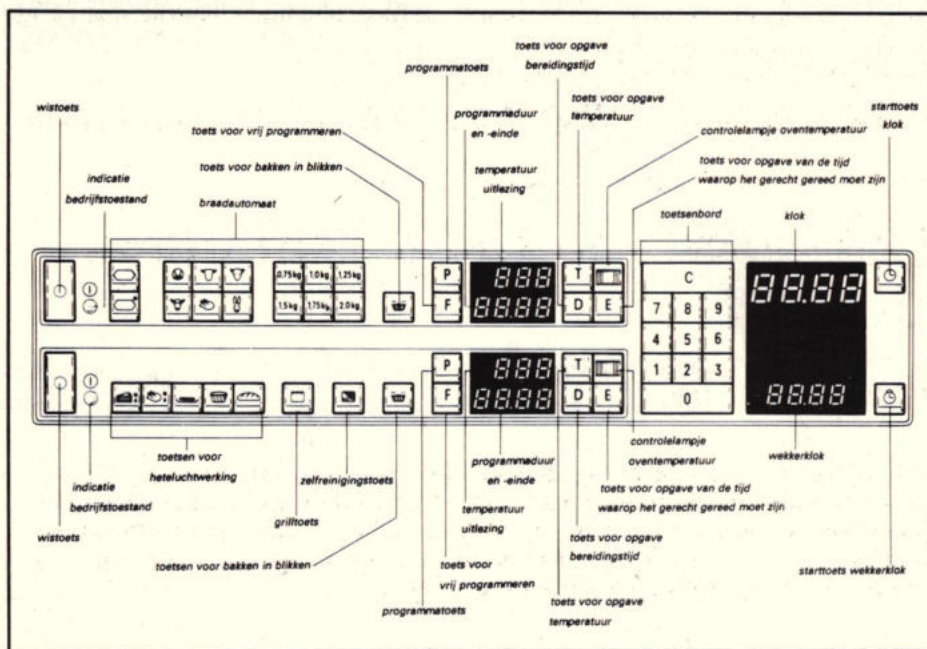 toets voor opgave
bereidingstijd
programmatoets
wistoets
programmaduur
en -einde
toets voor opgave
temperatuur
starttoets
klok
toets voor vrij programmeren
controlelampje oventemperatuur
toets voor bakken in blikken
temperatuur
uitlezing
toets voor opgave van de tijd
waarop het gerecht gereed moet zijn
indicatie
bedrijfstoestand
braadautomaat
toetsenbord
klok
0.75kg 1.0kg 1.25kg
1.5kg 1.75kg 2.0kg
P
F
888
88.88
T
D E
C
7 8 9
4 5 6
1 2 3
0
88.88
88.88
P
F
888
88.88
T
D E
toetsen voor
heteluchtwerking
zelfreinigingstoets
grilltoets
indicatie
bedrijfstoestand
wistoets
toetsen voor bakken in blikken
programmaduur
en -einde
temperatuur
uitlezing
controlelampje
oventemperatuur
wekkerklok
toets voor opgave van de tijd
waarop het gerecht gereed moet zijn
toets voor opgave
bereidingstijd
toets voor
vrij programmeren
starttoets wekkerklok
programmatoets
toets voor opgave
temperatuur